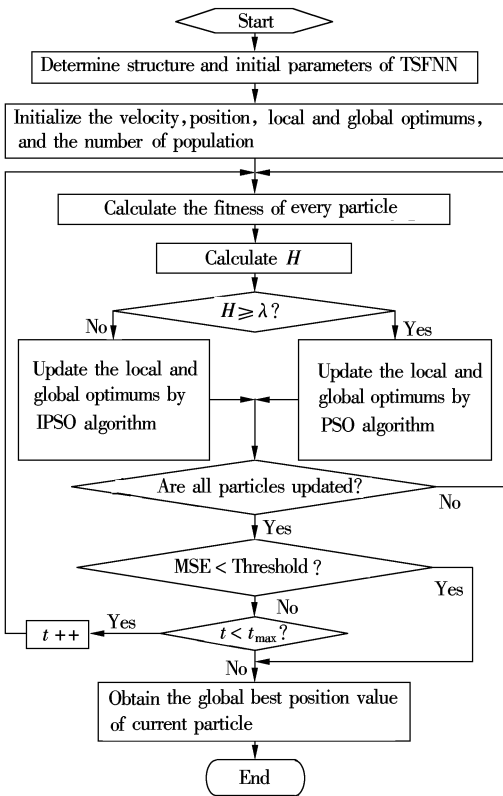 Start
Determine structure and initial parameters of TSFNN
Initialize the velocity, position, local and global optimums,
and the number of population
Calculate the fitness of every particle
Calculate H
H ≥ λ?
No
Yes
Update the local and
global optimums by
IPSO algorithm
Update the local and
global optimums by
PSO algorithm
Are all particles updated?
No
Yes
MSE < Threshold?
Yes
No
t < tmax?
Yes
t ++
No
Obtain the global best position value
of current particle
End